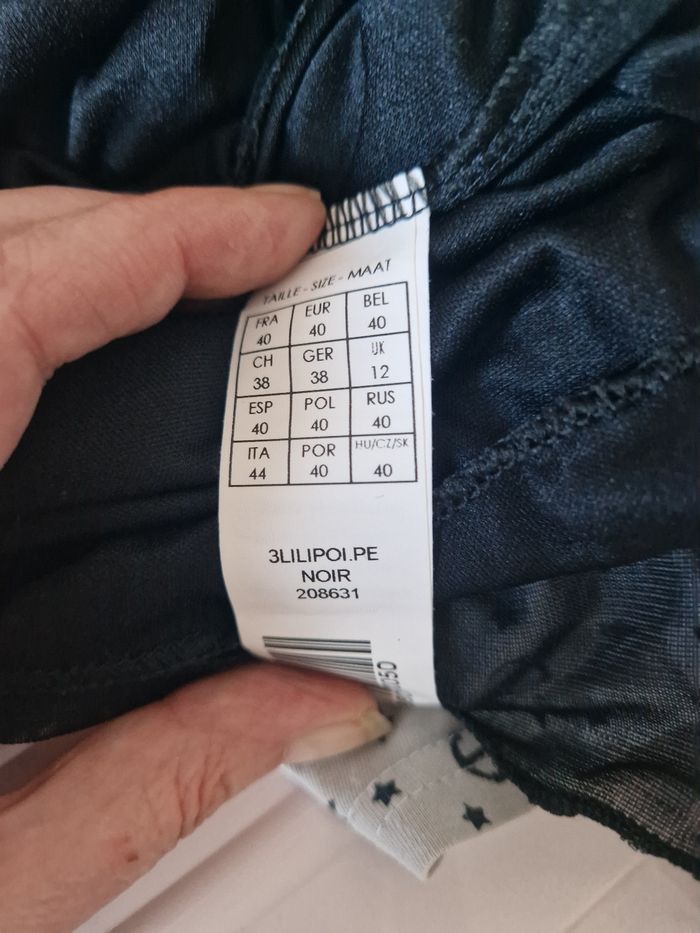 TAILLE - SIZE - MAAT
FRA EUR BEL
40 40 40
CH GER UK
38 38 12
ESP POL RUS
40 40 40
ITA POR HU/CZ/SK
44 40 40
3LILIPOI.PE
NOIR
208631